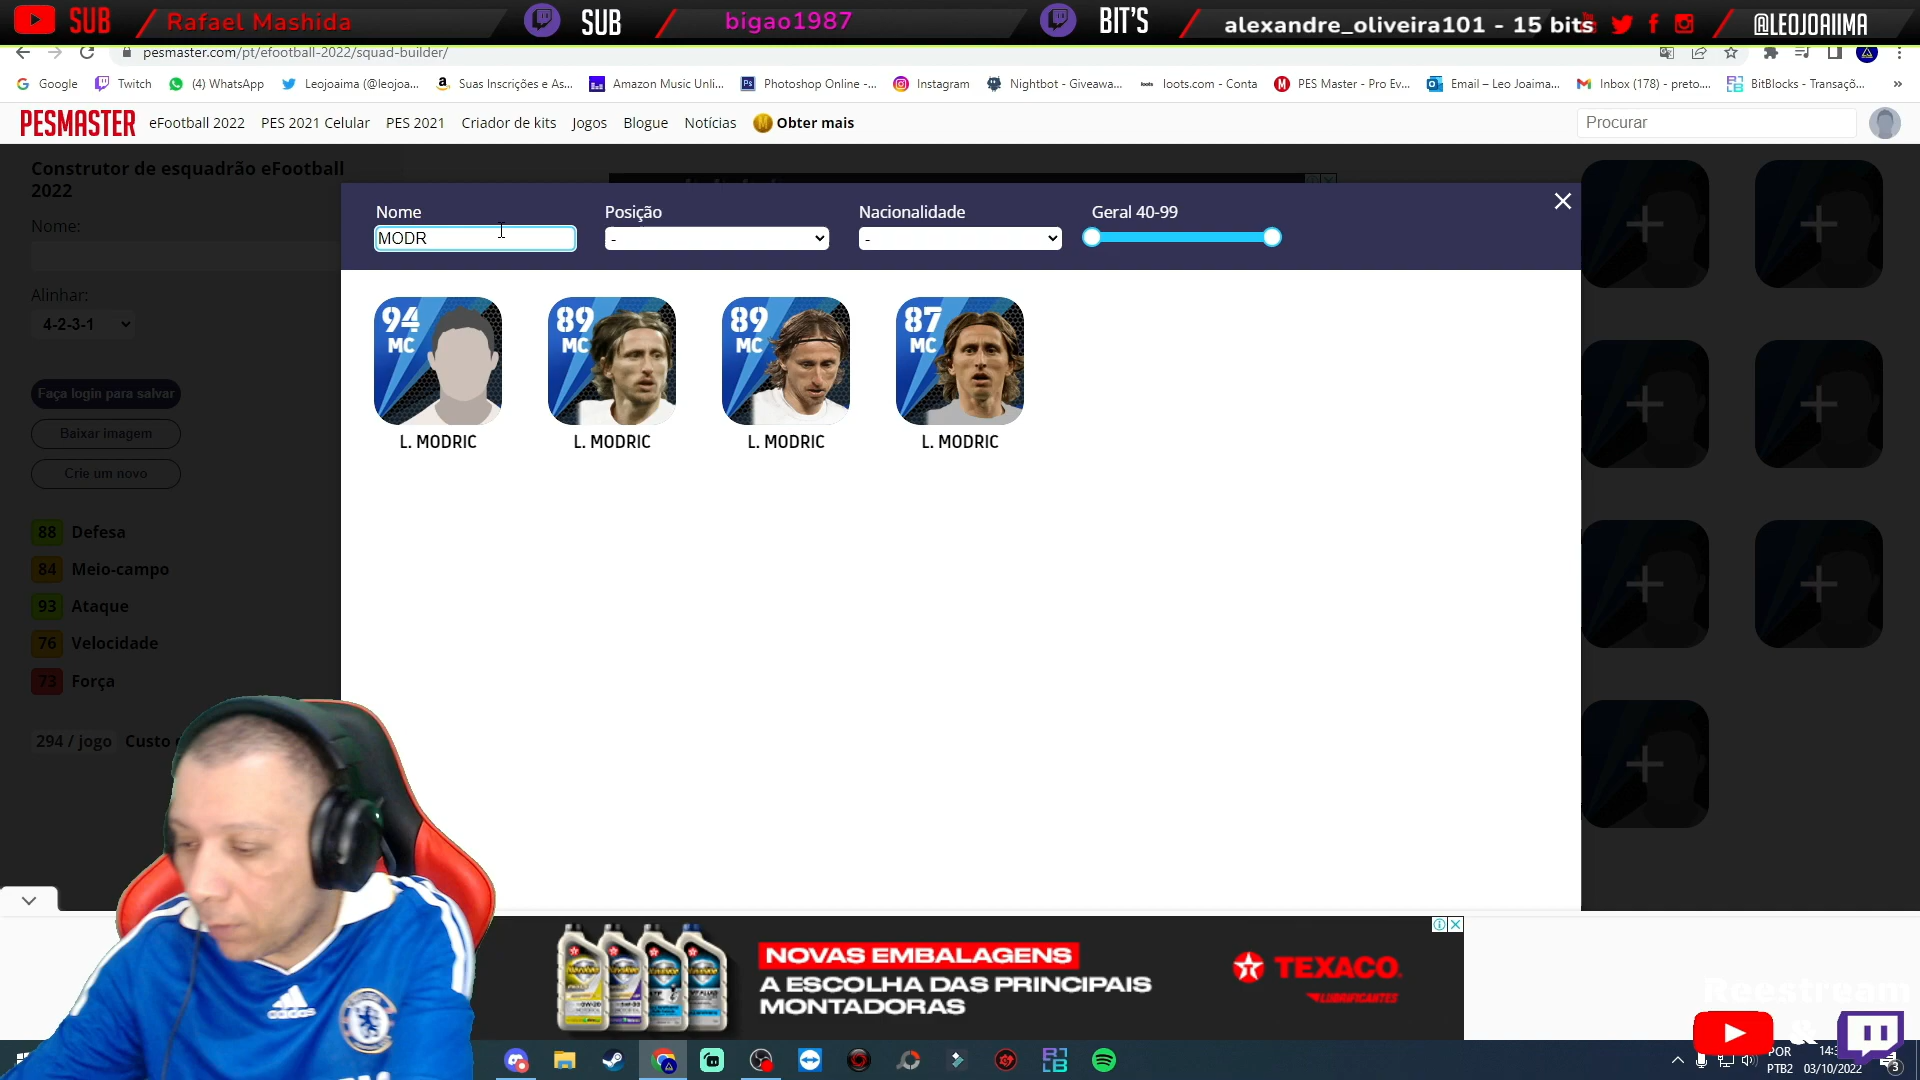 SUB Rafael Mashida SUB bigao1987 BIT'S alexandre_oliveira101 - 15 bits @LEOJOAIIMA
pesmaster.com/pt/efootball-2022/squad-builder/
Google Twitch (4) WhatsApp Leojoaima (@leojoa... Suas Inscrições e As... Amazon Music Unli... Photoshop Online -... Instagram Nightbot - Giveawa... loots.com - Conta PES Master - Pro Ev... Email – Leo Joaima... Inbox (178) - preto.... BitBlocks - Transaçõ... »
PESMASTER eFootball 2022 PES 2021 Celular PES 2021 Criador de kits Jogos Blogue Notícias Obter mais Procurar
Construtor de esquadrão eFootball
2022
Nome:
Alinhar:
4-2-3-1
Faça login para salvar
Baixar imagem
Crie um novo
88 Defesa
84 Meio-campo
93 Ataque
76 Velocidade
73 Força
294 / jogo Custo
Nome Posição Nacionalidade Geral 40-99
MODR - -
94 89 89 87
MC MC MC MC
L. MODRIC L. MODRIC L. MODRIC L. MODRIC
adidas
NOVAS EMBALAGENS
A ESCOLHA DAS PRINCIPAIS
MONTADORAS
TEXACO
LUBRIFICANTES
Reestream
&
POR
PTB2
14:3
03/10/2022
3